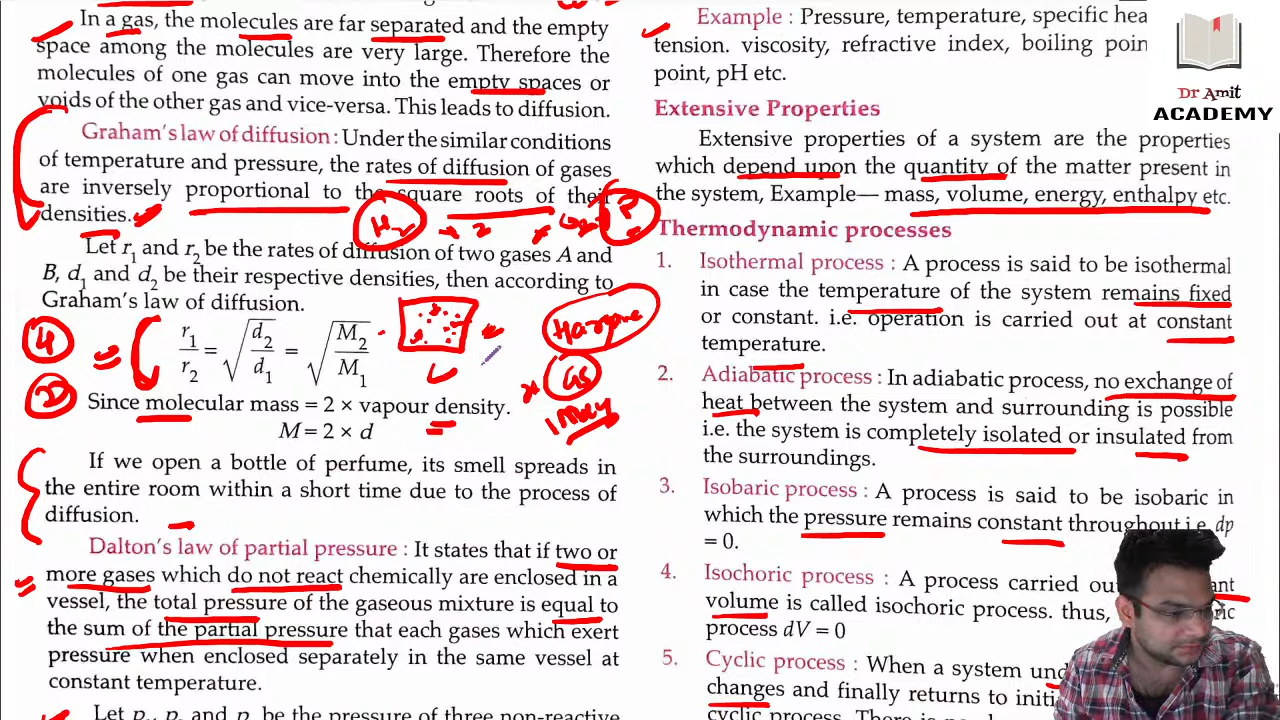 In a gas, the molecules are far separated and the empty
space among the molecules are very large. Therefore the
molecules of one gas can move into the empty spaces or
voids of the other gas and vice-versa. This leads to diffusion.
Graham's law of diffusion : Under the similar conditions
of temperature and pressure, the rates of diffusion of gases
are inversely proportional to the square roots of their
densities.
Let r₁ and r₂ be the rates of diffusion of two gases A and
B, d₁ and d₂ be their respective densities, then according to
Graham's law of diffusion.
r₁/r₂ = √(d₂/d₁) = √(M₂/M₁)
Since molecular mass = 2 × vapour density.
M = 2 × d
If we open a bottle of perfume, its smell spreads in
the entire room within a short time due to the process of
diffusion.
Dalton's law of partial pressure : It states that if two or
more gases which do not react chemically are enclosed in a
vessel, the total pressure of the gaseous mixture is equal to
the sum of the partial pressure that each gases which exert
pressure when enclosed separately in the same vessel at
constant temperature.
be the pressure of three non-reactive
Example : Pressure, temperature, specific hea
tension. viscosity, refractive index, boiling poin
point, pH etc.
Extensive Properties
Extensive properties of a system are the properties
which depend upon the quantity of the matter present in
the system, Example— mass, volume, energy, enthalpy etc.
Thermodynamic processes
1. Isothermal process : A process is said to be isothermal
in case the temperature of the system remains fixed
or constant. i.e. operation is carried out at constant
temperature.
2. Adiabatic process : In adiabatic process, no exchange of
heat between the system and surrounding is possible
i.e. the system is completely isolated or insulated from
the surroundings.
3. Isobaric process : A process is said to be isobaric in
which the pressure remains constant throughout i.e. dp
= 0.
4. Isochoric process : A process carried ou ant
volume is called isochoric process. thus, ric
process dV = 0
5. Cyclic process : When a system und
changes and finally returns to initi
Dr Amit
ACADEMY
H₂
2